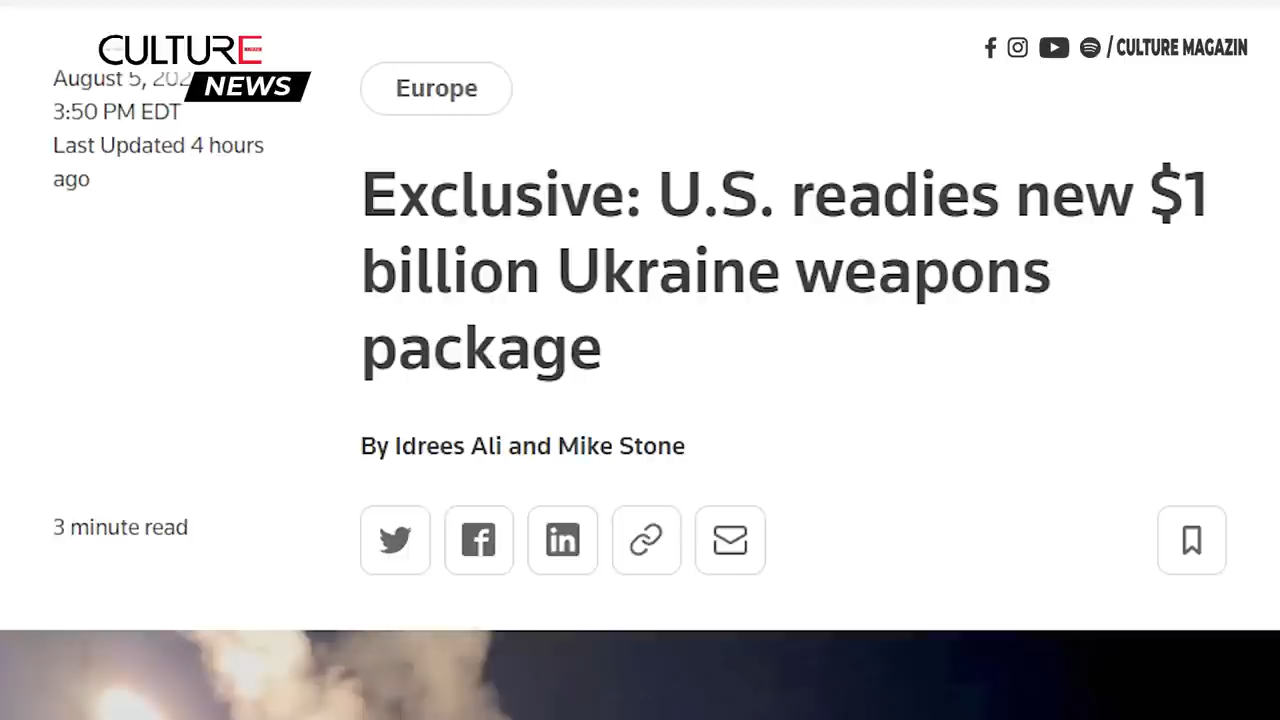 CULTURE
NEWS
/ CULTURE MAGAZIN
August 5, 202
3:50 PM EDT
Last Updated 4 hours
ago
Europe
Exclusive: U.S. readies new $1
billion Ukraine weapons
package
By Idrees Ali and Mike Stone
3 minute read